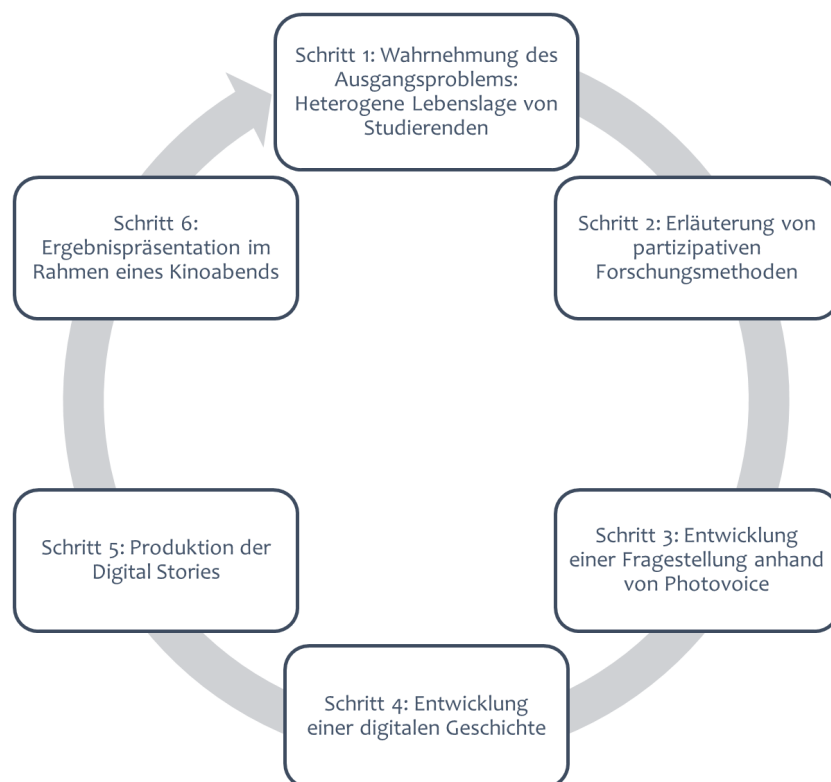 Schritt 1: Wahrnehmung des
Ausgangsproblems:
Heterogene Lebenslage von
Studierenden
Schritt 2: Erläuterung von
partizipativen
Forschungsmethoden
Schritt 3: Entwicklung
einer Fragestellung anhand
von Photovoice
Schritt 4: Entwicklung
einer digitalen Geschichte
Schritt 5: Produktion der
Digital Stories
Schritt 6:
Ergebnispräsentation im
Rahmen eines Kinoabends